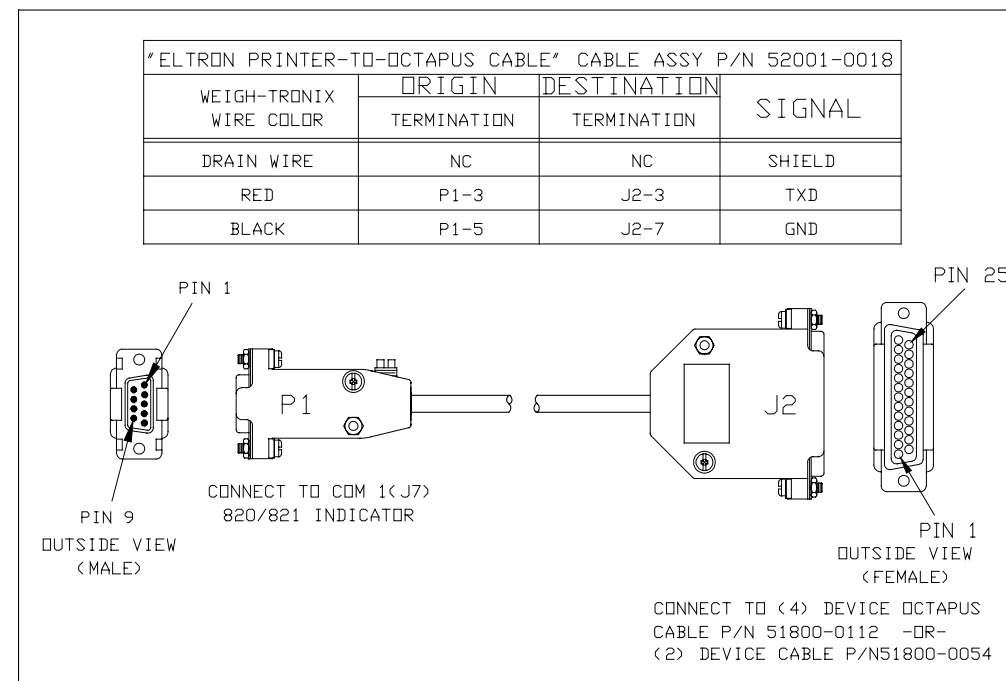 "ELTRON PRINTER-TO-OCTAPUS CABLE" CABLE ASSY P/N 52001-0018
WEIGH-TRONIX WIRE COLOR ORIGIN TERMINATION DESTINATION TERMINATION SIGNAL
DRAIN WIRE NC NC SHIELD
RED P1-3 J2-3 TXD
BLACK P1-5 J2-7 GND
PIN 1
PIN 25
P1
J2
CONNECT TO COM 1(J7)
820/821 INDICATOR
PIN 9
OUTSIDE VIEW
(MALE)
PIN 1
OUTSIDE VIEW
(FEMALE)
CONNECT TO (4) DEVICE OCTAPUS
CABLE P/N 51800-0112 -OR-
(2) DEVICE CABLE P/N51800-0054